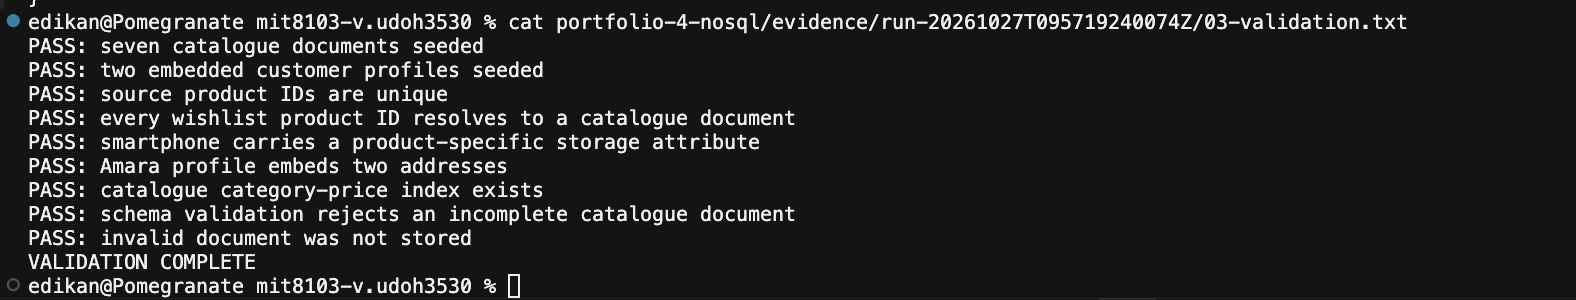 }
edikan@Pomegranate mit8103-v.udoh3530 % cat portfolio-4-nosql/evidence/run-20261027T095719240074Z/03-validation.txt
PASS: seven catalogue documents seeded
PASS: two embedded customer profiles seeded
PASS: source product IDs are unique
PASS: every wishlist product ID resolves to a catalogue document
PASS: smartphone carries a product-specific storage attribute
PASS: Amara profile embeds two addresses
PASS: catalogue category-price index exists
PASS: schema validation rejects an incomplete catalogue document
PASS: invalid document was not stored
VALIDATION COMPLETE
edikan@Pomegranate mit8103-v.udoh3530 %